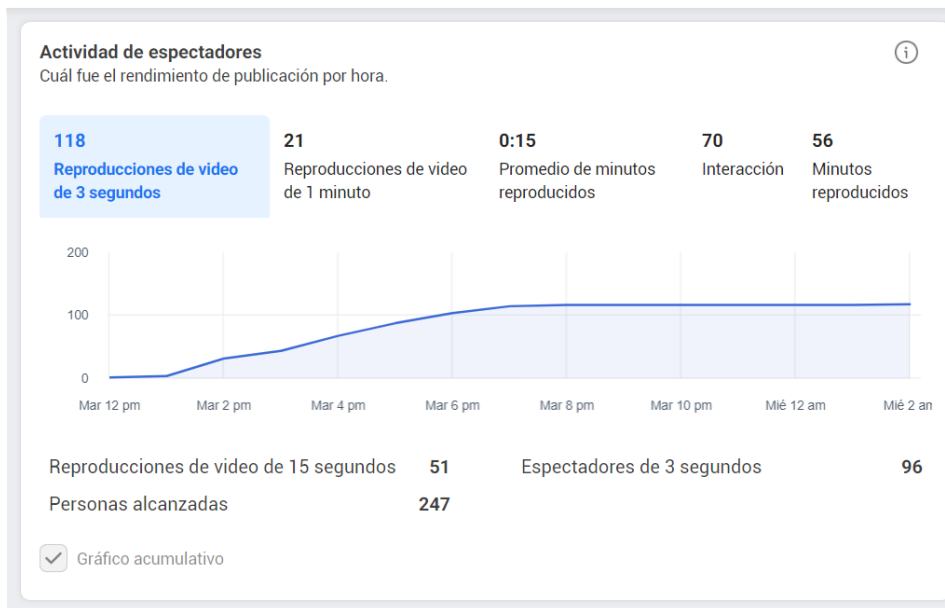 Actividad de espectadores
Cuál fue el rendimiento de publicación por hora.
118
Reproducciones de video
de 3 segundos
21
Reproducciones de video
de 1 minuto
0:15
Promedio de minutos
reproducidos
70
Interacción
56
Minutos
reproducidos
200
100
0
Mar 12 pm Mar 2 pm Mar 4 pm Mar 6 pm Mar 8 pm Mar 10 pm Mié 12 am Mié 2 am
Reproducciones de video de 15 segundos 51 Espectadores de 3 segundos 96
Personas alcanzadas 247
Gráfico acumulativo